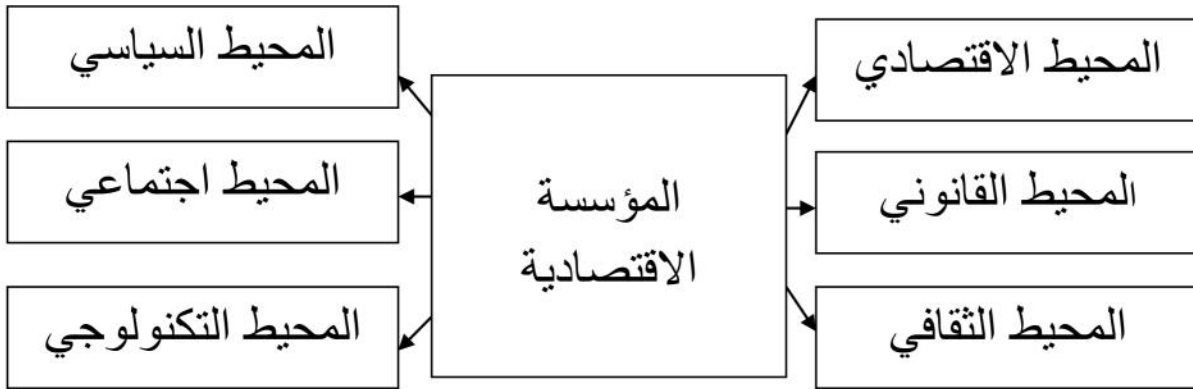 المحيط الاقتصادي
المحيط القانوني
المحيط الثقافي
المؤسسة
الاقتصادية
المحيط السياسي
المحيط اجتماعي
المحيط التكنولوجي